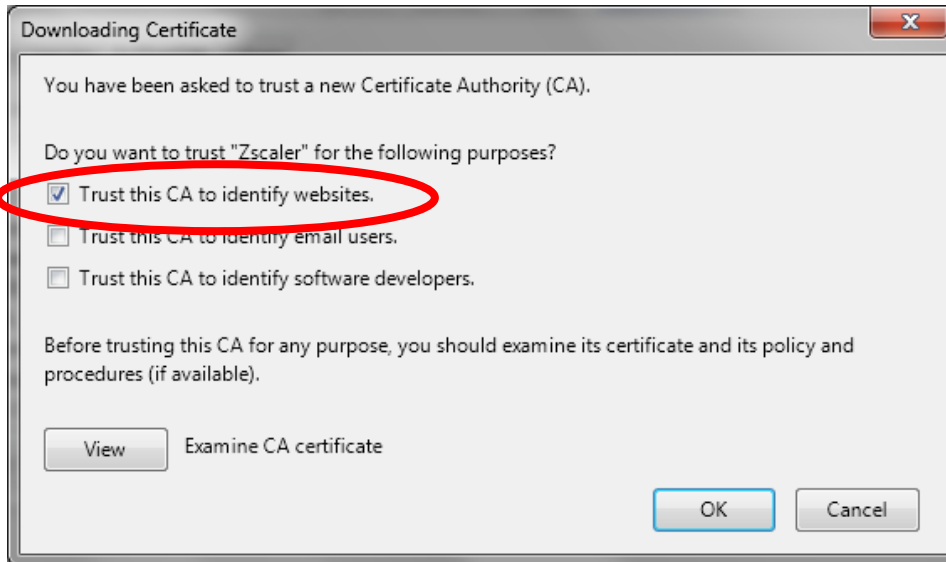 Downloading Certificate
You have been asked to trust a new Certificate Authority (CA).
Do you want to trust "Zscaler" for the following purposes?
Trust this CA to identify websites.
Trust this CA to identify email users.
Trust this CA to identify software developers.
Before trusting this CA for any purpose, you should examine its certificate and its policy and
procedures (if available).
View Examine CA certificate
OK Cancel